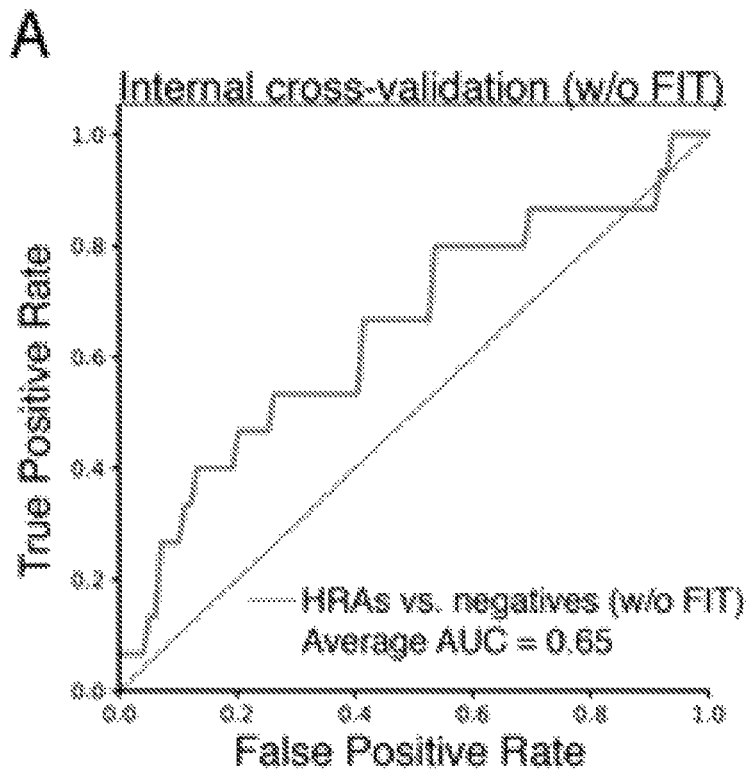 A
Internal cross-validation (w/o FIT)
1.0
0.8
0.6
0.4
0.2
0.0
True Positive Rate
HRAs vs. negatives (w/o FIT)
Average AUC = 0.65
0.0 0.2 0.4 0.6 0.8 1.0
False Positive Rate